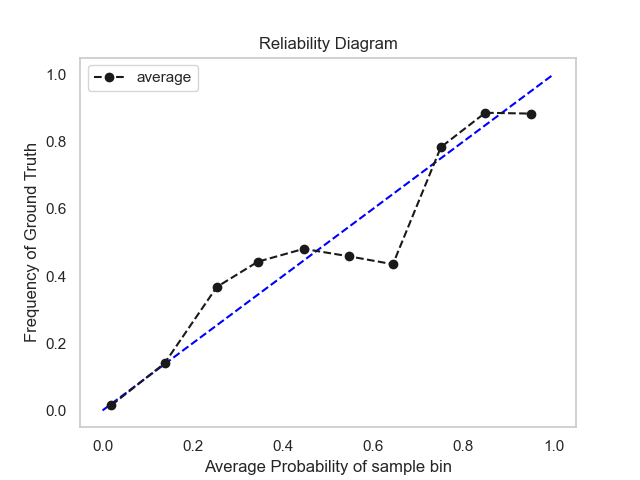 Reliability Diagram
average
1.0
0.8
0.6
0.4
0.2
0.0
Frequency of Ground Truth
0.0 0.2 0.4 0.6 0.8 1.0
Average Probability of sample bin